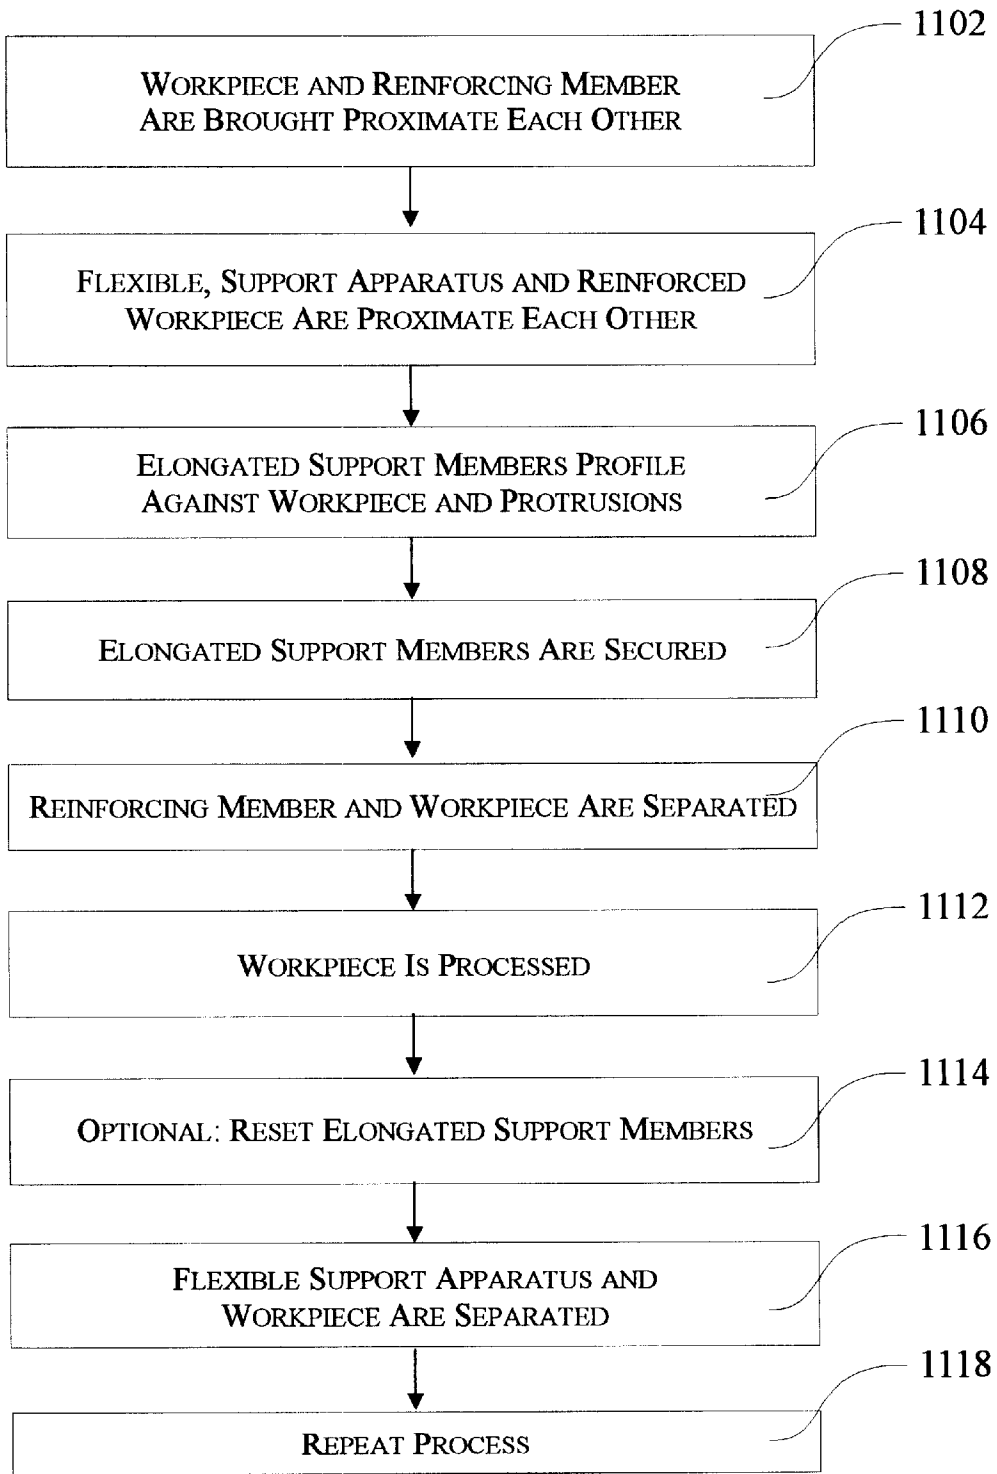 1102
WORKPIECE AND REINFORCING MEMBER
ARE BROUGHT PROXIMATE EACH OTHER
1104
FLEXIBLE, SUPPORT APPARATUS AND REINFORCED
WORKPIECE ARE PROXIMATE EACH OTHER
1106
ELONGATED SUPPORT MEMBERS PROFILE
AGAINST WORKPIECE AND PROTRUSIONS
1108
ELONGATED SUPPORT MEMBERS ARE SECURED
1110
REINFORCING MEMBER AND WORKPIECE ARE SEPARATED
1112
WORKPIECE IS PROCESSED
1114
OPTIONAL: RESET ELONGATED SUPPORT MEMBERS
1116
FLEXIBLE SUPPORT APPARATUS AND
WORKPIECE ARE SEPARATED
1118
REPEAT PROCESS